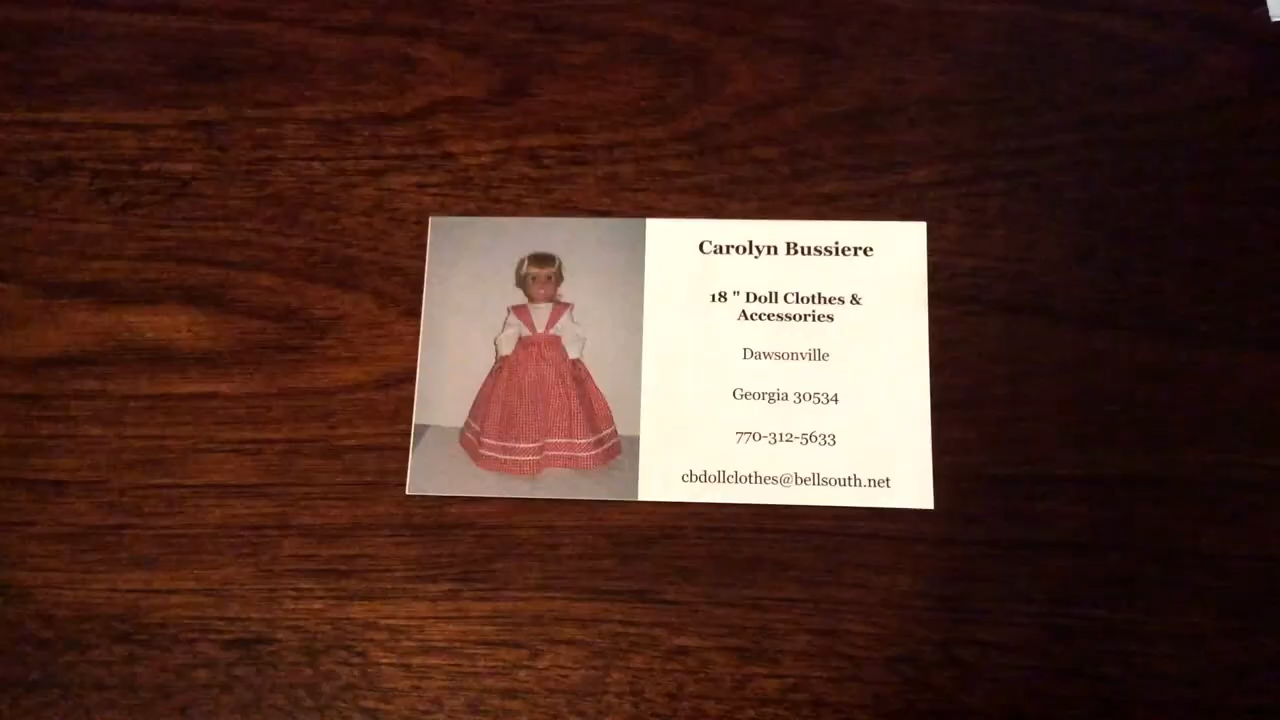 Carolyn Bussiere
18 " Doll Clothes &
Accessories
Dawsonville
Georgia 30534
770-312-5633
cbdollclothes@bellsouth.net